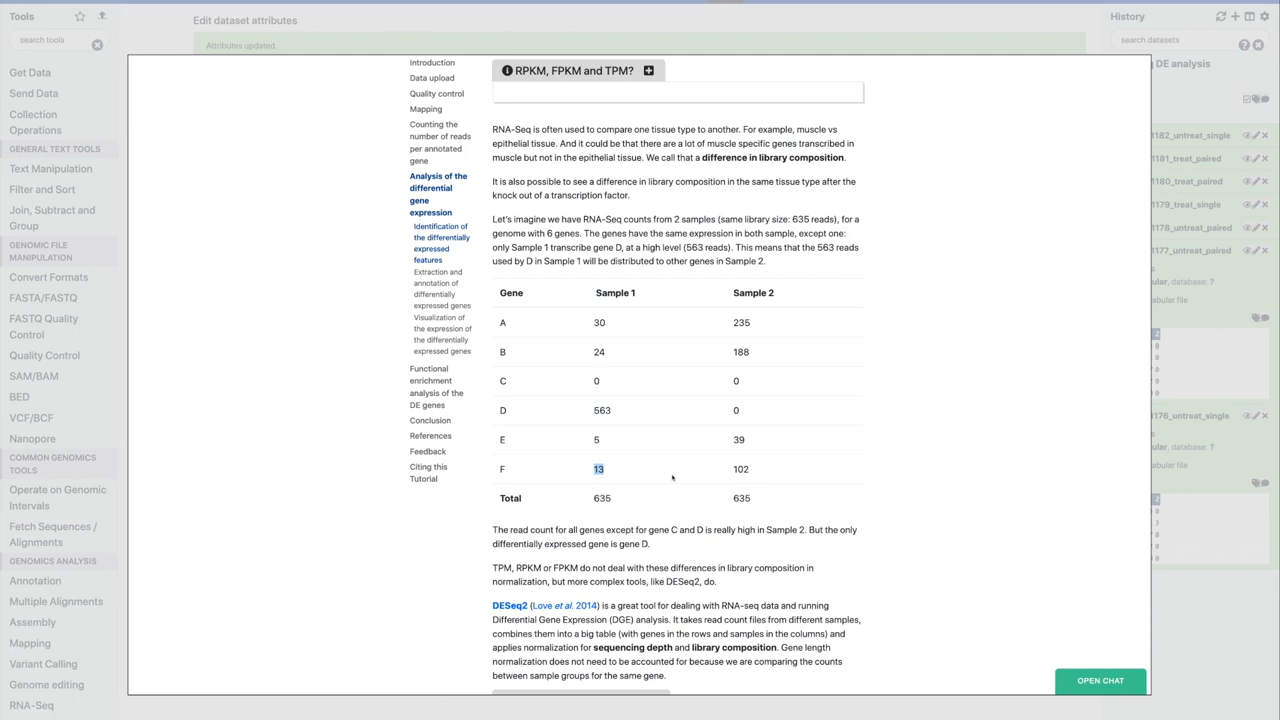 Tools
search tools
Get Data
Send Data
Collection
Operations
GENERAL TEXT TOOLS
Text Manipulation
Filter and Sort
Join, Subtract and
Group
GENOMIC FILE
MANIPULATION
Convert Formats
FASTA/FASTQ
FASTQ Quality
Control
Quality Control
SAM/BAM
BED
VCF/BCF
Nanopore
COMMON GENOMICS
TOOLS
Operate on Genomic
Intervals
Fetch Sequences /
Alignments
GENOMICS ANALYSIS
Annotation
Multiple Alignments
Assembly
Mapping
Variant Calling
Genome editing
RNA-Seq
Edit dataset attributes
Attributes updated.
Introduction
Data upload
Quality control
Mapping
Counting the
number of reads
per annotated
gene
Analysis of the
differential
gene
expression
Identification of
the differentially
expressed
features
Extraction and
annotation of
differentially
expressed genes
Visualization of
the expression of
the differentially
expressed genes
Functional
enrichment
analysis of the
DE genes
Conclusion
References
Feedback
Citing this
Tutorial
RPKM, FPKM and TPM?
RNA-Seq is often used to compare one tissue type to another. For example, muscle vs
epithelial tissue. And it could be that there are a lot of muscle specific genes transcribed in
muscle but not in the epithelial tissue. We call that a difference in library composition.
It is also possible to see a difference in library composition in the same tissue type after the
knock out of a transcription factor.
Let's imagine we have RNA-Seq counts from 2 samples (same library size: 635 reads), for a
genome with 6 genes. The genes have the same expression in both sample, except one:
only Sample 1 transcribe gene D, at a high level (563 reads). This means that the 563 reads
used by D in Sample 1 will be distributed to other genes in Sample 2.
Gene Sample 1 Sample 2
A 30 235
B 24 188
C 0 0
D 563 0
E 5 39
F 13 102
Total 635 635
The read count for all genes except for gene C and D is really high in Sample 2. But the only
differentially expressed gene is gene D.
TPM, RPKM or FPKM do not deal with these differences in library composition in
normalization, but more complex tools, like DESeq2, do.
DESeq2 (Love et al. 2014) is a great tool for dealing with RNA-seq data and running
Differential Gene Expression (DGE) analysis. It takes read count files from different samples,
combines them into a big table (with genes in the rows and samples in the columns) and
applies normalization for sequencing depth and library composition. Gene length
normalization does not need to be accounted for because we are comparing the counts
between sample groups for the same gene.
OPEN CHAT
History
search datasets
DE analysis
1182_untreat_single
1181_treat_paired
1180_treat_paired
1179_treat_single
1178_untreat_paired
1177_untreat_paired
database: ?
abular file
1176_untreat_single
database: ?
abular file